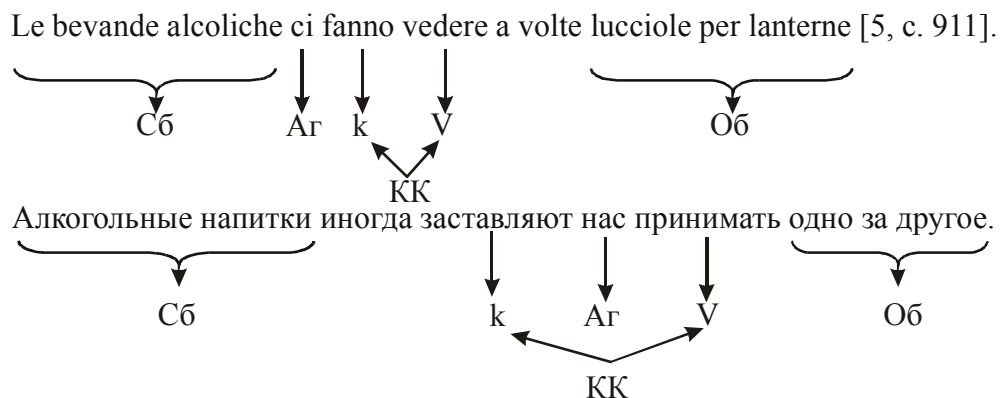 Le bevande alcoliche ci fanno vedere a volte lucciole per lanterne [5, с. 911].
Сб Аг k V Об
КК
Алкогольные напитки иногда заставляют нас принимать одно за другое.
Сб k Аг V Об
КК